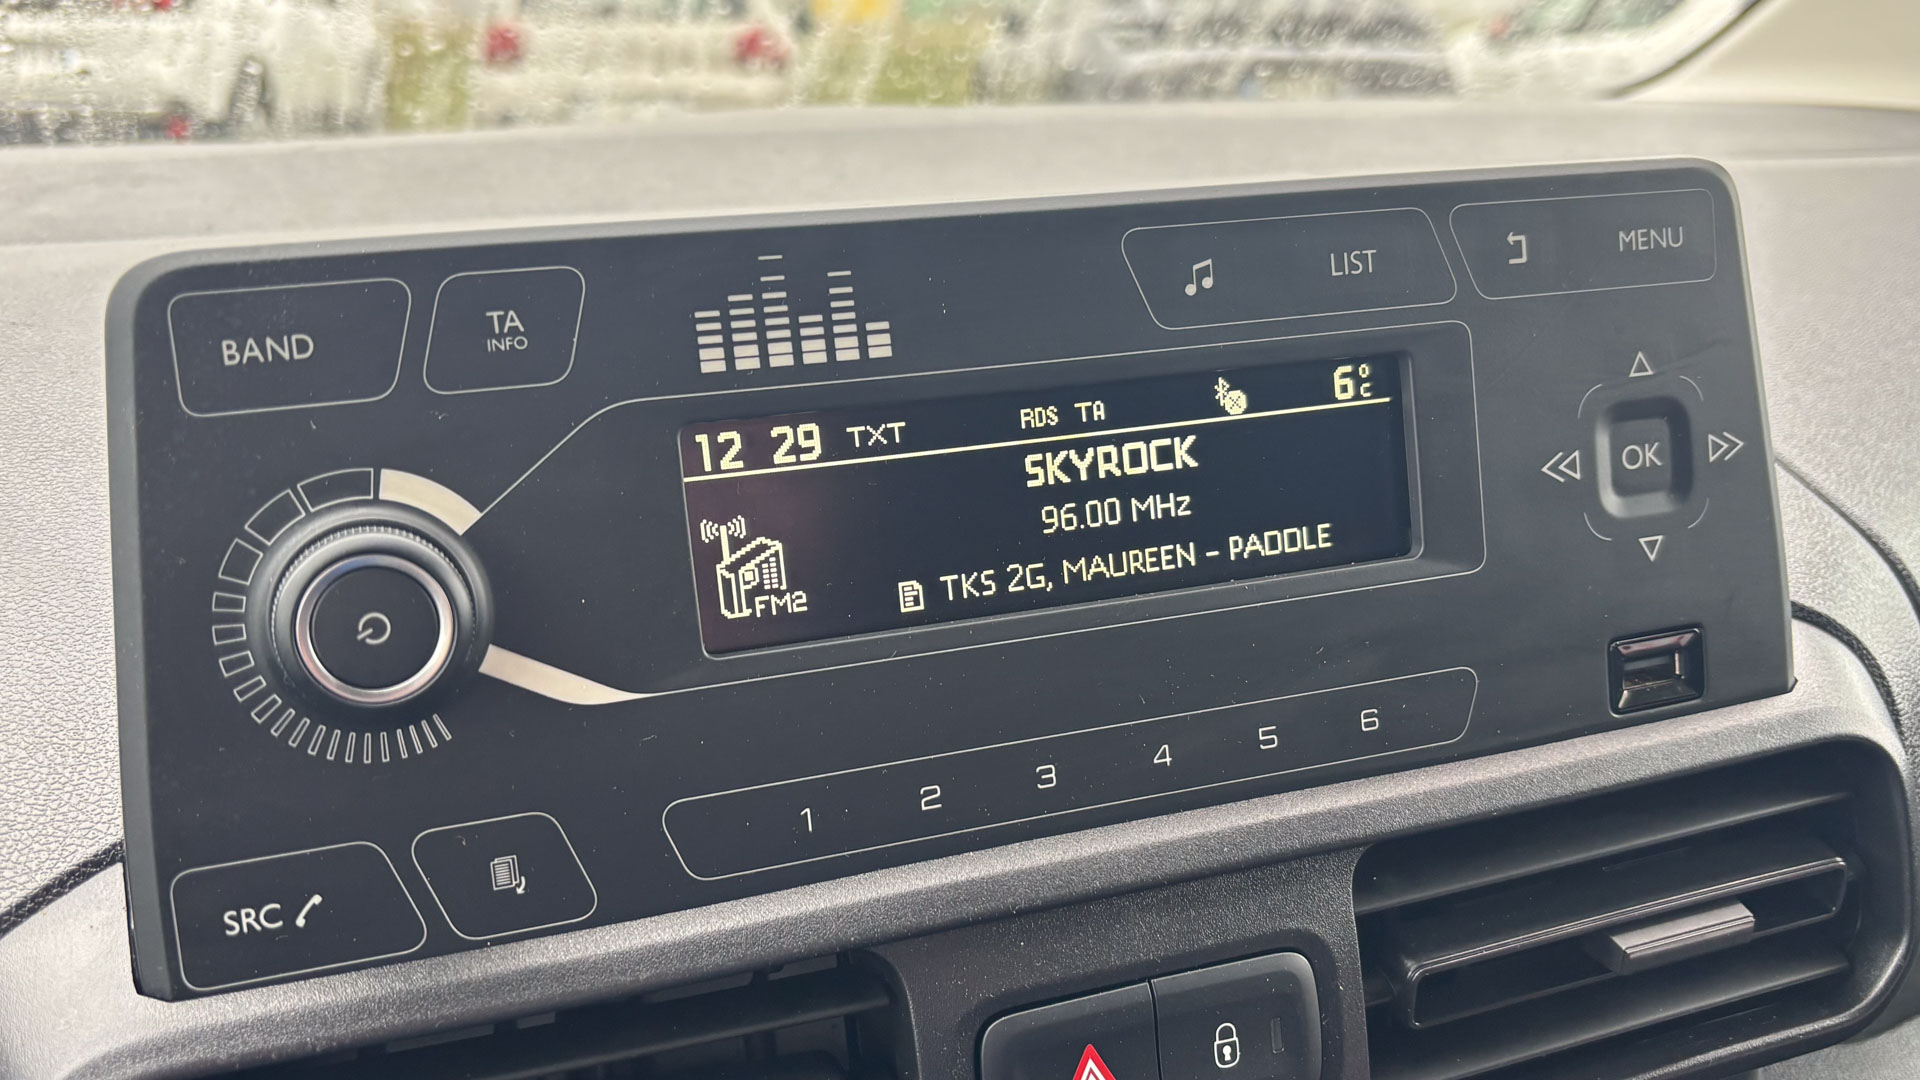 BAND
TA
INFO
LIST
MENU
12 29 TXT RDS TA 6°C
SKYROCK
96.00 MHz
FM2
TKS 2G, MAUREEN - PADDLE
OK
1 2 3 4 5 6
SRC